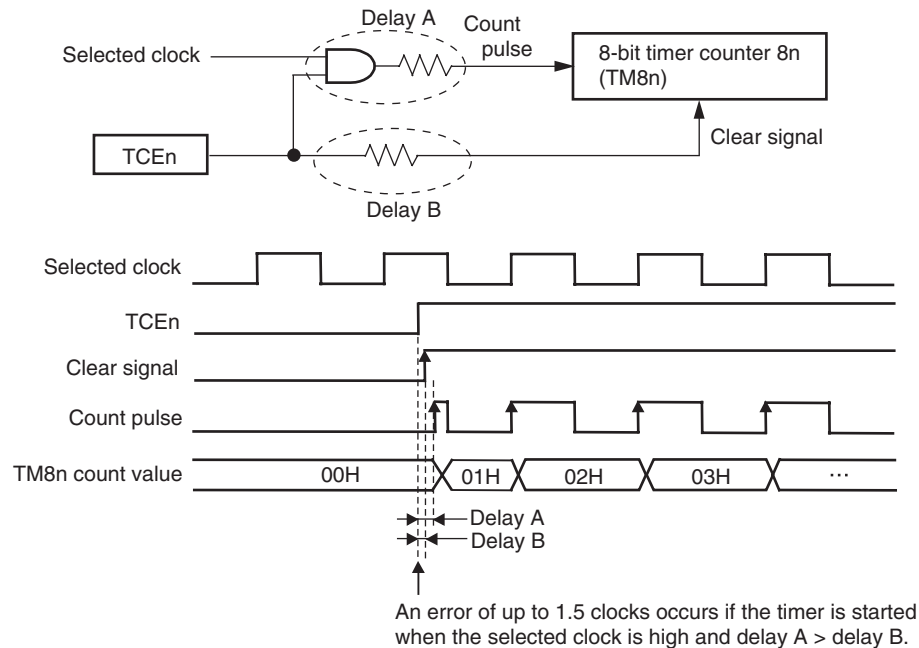 Delay A
Count
pulse
Selected clock
8-bit timer counter 8n
(TM8n)
Clear signal
TCEn
Delay B
Selected clock
TCEn
Clear signal
Count pulse
TM8n count value
00H
01H
02H
03H
...
Delay A
Delay B
An error of up to 1.5 clocks occurs if the timer is started
when the selected clock is high and delay A > delay B.